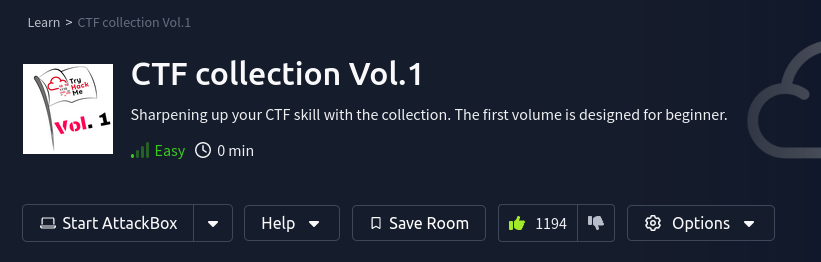 Learn > CTF collection Vol.1
Try
Hack
Me
Vol. 1
CTF collection Vol.1
Sharpening up your CTF skill with the collection. The first volume is designed for beginner.
Easy 0 min
Start AttackBox Help Save Room 1194 Options